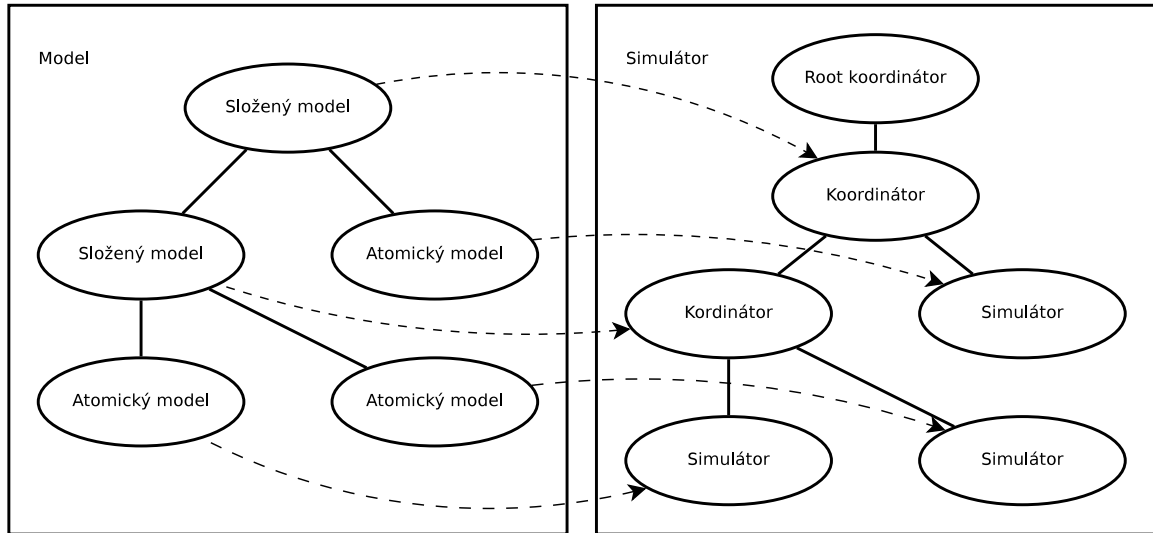 Model
Složený model
Složený model
Atomický model
Atomický model
Atomický model
Simulátor
Root koordinátor
Koordinátor
Kordinátor
Simulátor
Simulátor
Simulátor